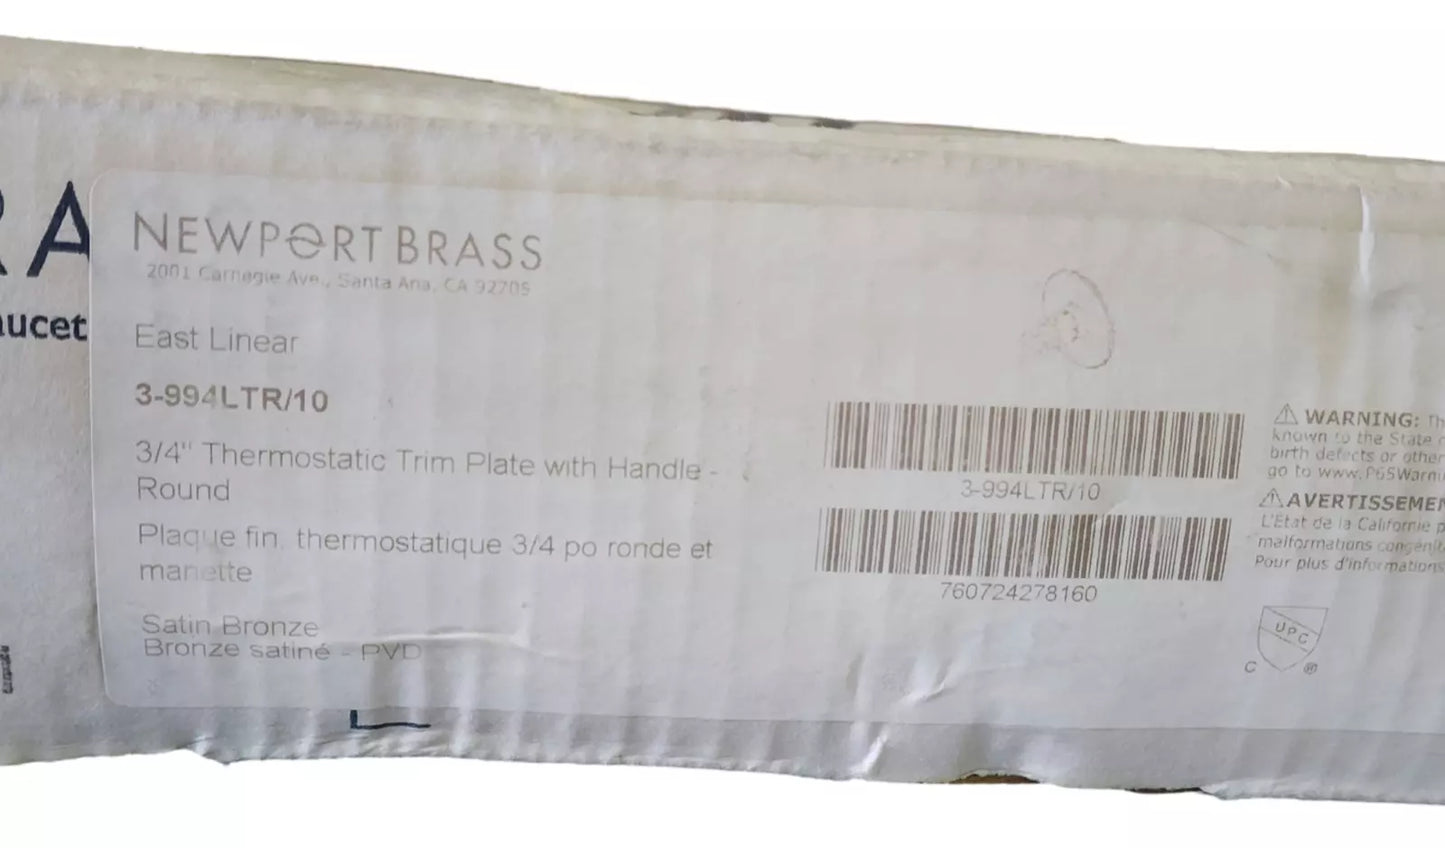 RA
aucet
NEWPORT BRASS
2001 Carnegie Ave., Santa Ana, CA 92705
East Linear
3-994LTR/10
3/4" Thermostatic Trim Plate with Handle -
Round
Plaque fin. thermostatique 3/4 po ronde et
manette
Satin Bronze
Bronze satiné - PVD
3-994LTR/10
760724278160
⚠ WARNING: Th
known to the State
birth defects or other
go to www.P65Warni
⚠ AVERTISSEMEN
L'Etat de la Californie p
malformations congénit
Pour plus d'informations
UPC
C ®